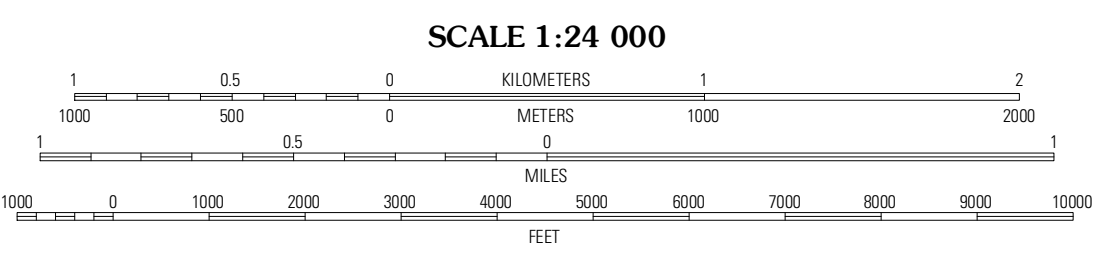 SCALE 1:24 000
1 0.5 0 KILOMETERS 1 2
1000 500 0 METERS 1000 2000
1 0.5 0 1
MILES
1000 0 1000 2000 3000 4000 5000 6000 7000 8000 9000 10000
FEET